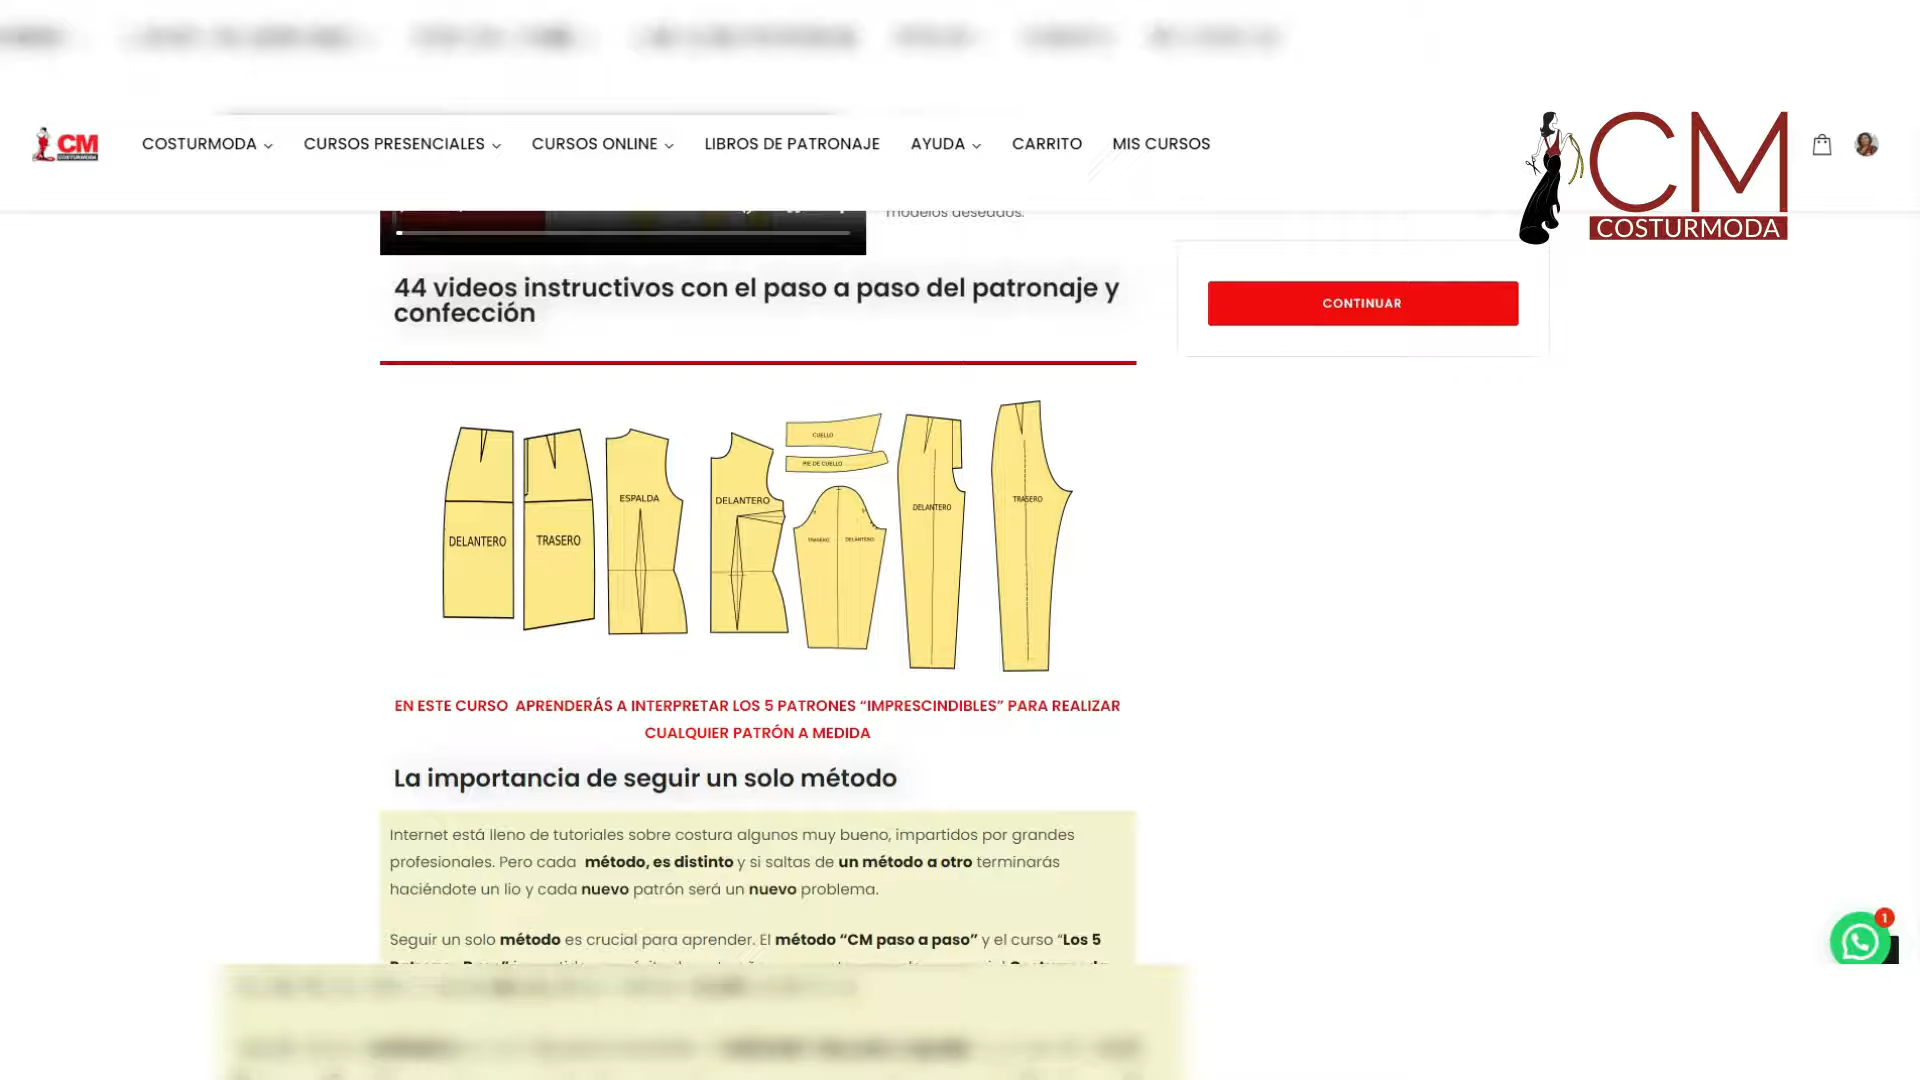 CM
COSTURMODA
COSTURMODA
CURSOS PRESENCIALES
CURSOS ONLINE
LIBROS DE PATRONAJE
AYUDA
CARRITO
MIS CURSOS
CM
COSTURMODA
modelos deseados.
44 videos instructivos con el paso a paso del patronaje y
confección
CONTINUAR
DELANTERO
TRASERO
ESPALDA
DELANTERO
CUELLO
PIE DE CUELLO
TRASERO
DELANTERO
DELANTERO
TRASERO
EN ESTE CURSO APRENDERÁS A INTERPRETAR LOS 5 PATRONES “IMPRESCINDIBLES” PARA REALIZAR
CUALQUIER PATRÓN A MEDIDA
La importancia de seguir un solo método
Internet está lleno de tutoriales sobre costura algunos muy bueno, impartidos por grandes
profesionales. Pero cada método, es distinto y si saltas de un método a otro terminarás
haciéndote un lio y cada nuevo patrón será un nuevo problema.
Seguir un solo método es crucial para aprender. El método “CM paso a paso” y el curso “Los 5
1